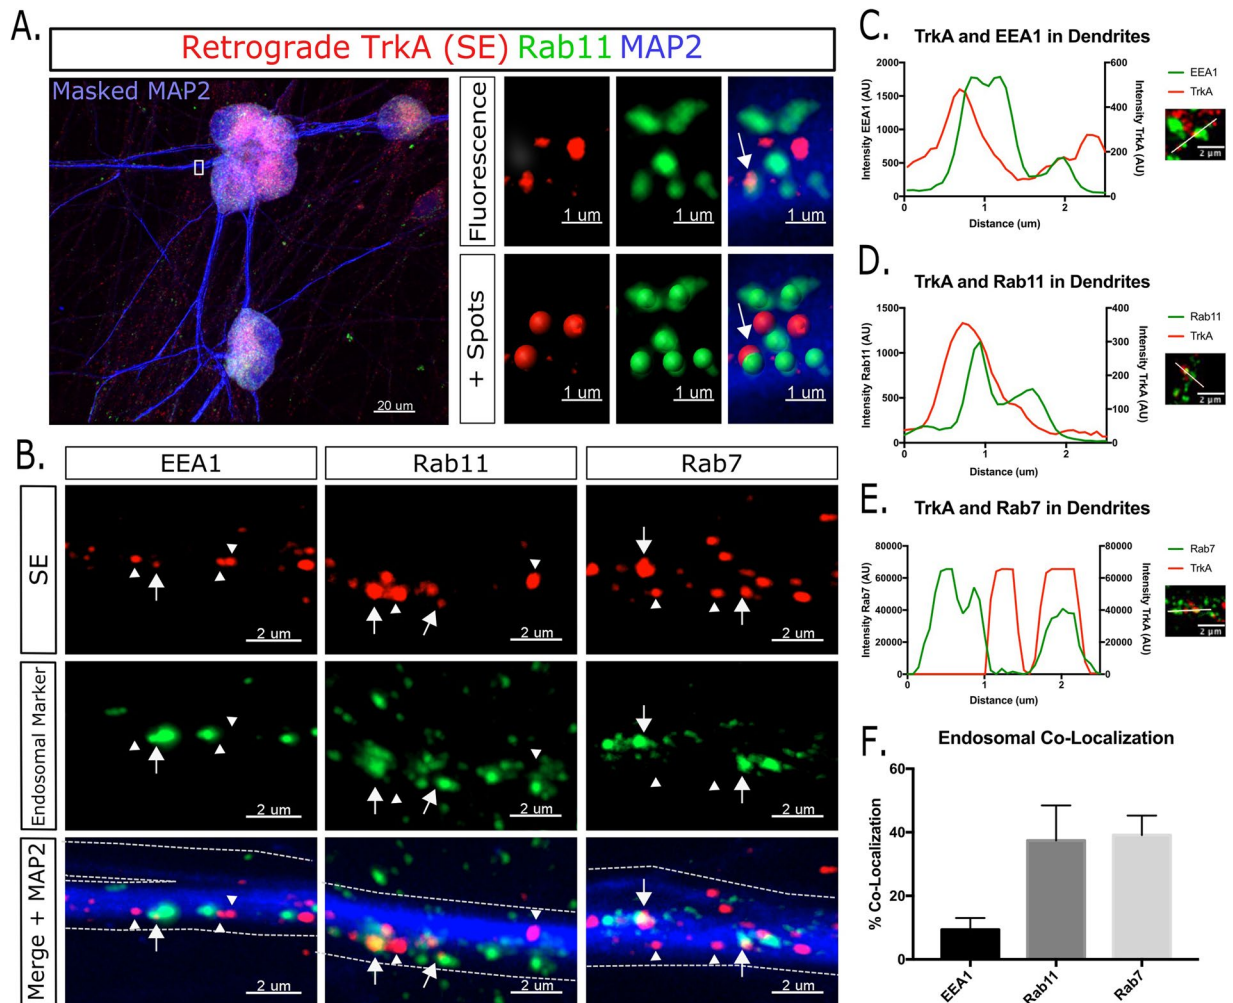 A.
Retrograde TrkA (SE) Rab11 MAP2
Masked MAP2
20 um
Fluorescence
1 um
1 um
1 um
+ Spots
1 um
1 um
1 um
B.
EEA1
Rab11
Rab7
SE
2 um
2 um
2 um
Endosomal Marker
2 um
2 um
2 um
Merge + MAP2
2 um
2 um
2 um
C.
TrkA and EEA1 in Dendrites
Intensity EEA1 (AU)
2000
1500
1000
500
0
600
400
200
0
Intensity TrkA (AU)
0
1
2
Distance (um)
EEA1
TrkA
2 µm
D.
TrkA and Rab11 in Dendrites
Intensity Rab11 (AU)
1500
1000
500
0
400
300
200
100
0
Intensity TrkA (AU)
0
1
2
Distance (um)
Rab11
TrkA
2 µm
E.
TrkA and Rab7 in Dendrites
Intensity Rab7 (AU)
80000
60000
40000
20000
0
80000
60000
40000
20000
0
Intensity TrkA (AU)
0
1
2
Distance (um)
Rab7
TrkA
2 µm
F.
Endosomal Co-Localization
% Co-Localization
60
40
20
0
EEA1
Rab11
Rab7